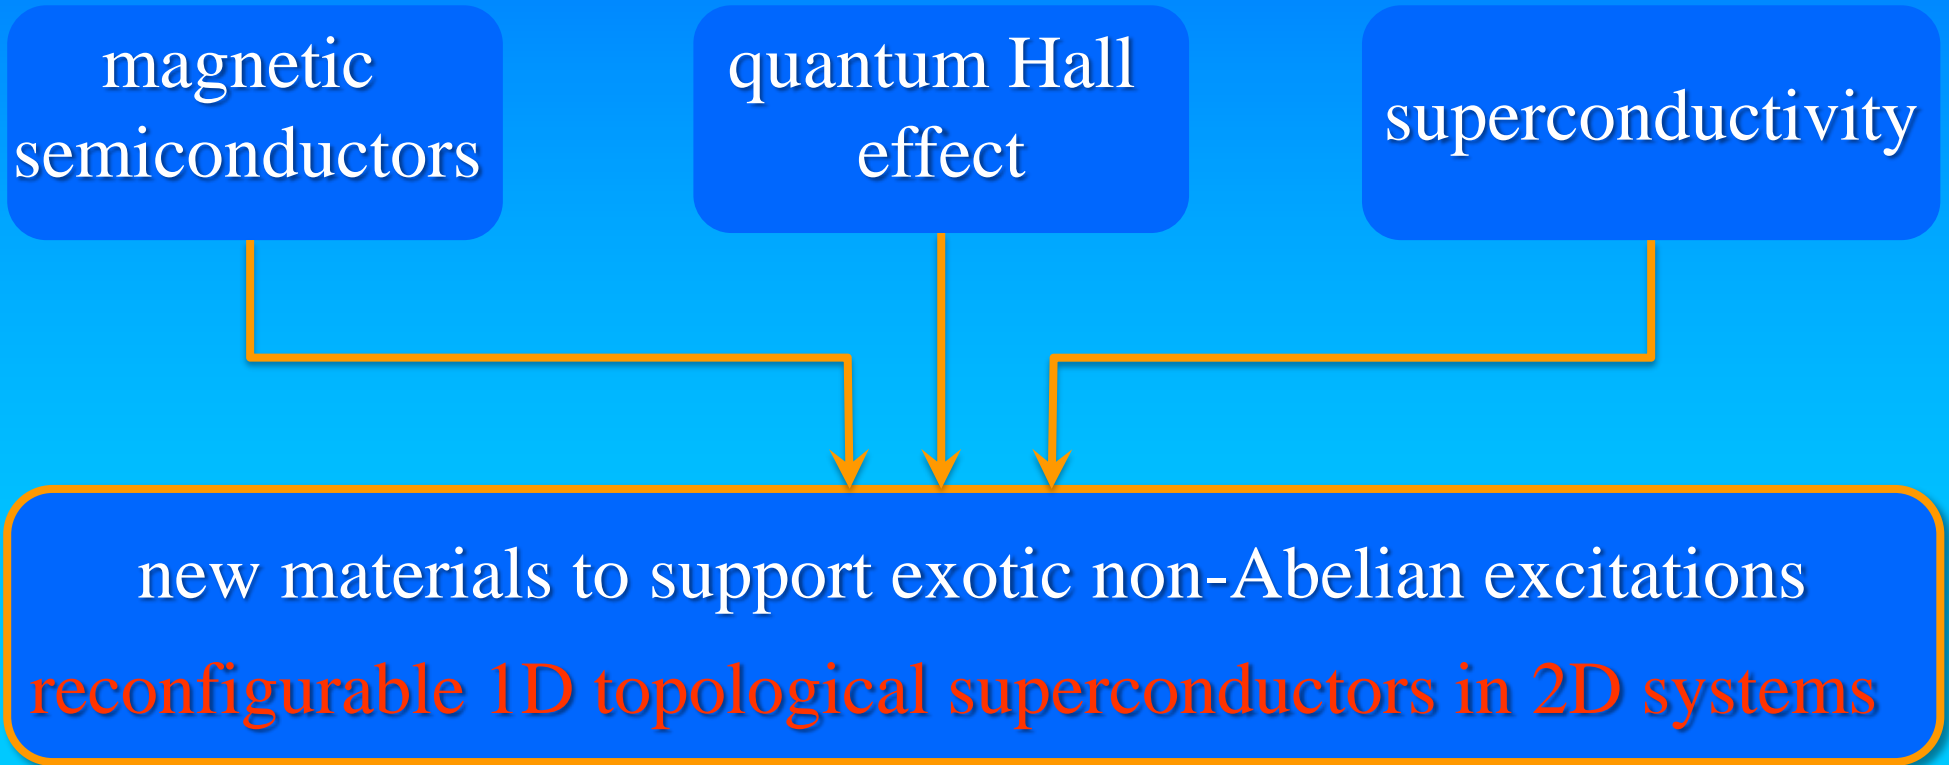 magnetic
semiconductors
quantum Hall
effect
superconductivity
new materials to support exotic non-Abelian excitations
reconfigurable 1D topological superconductors in 2D systems